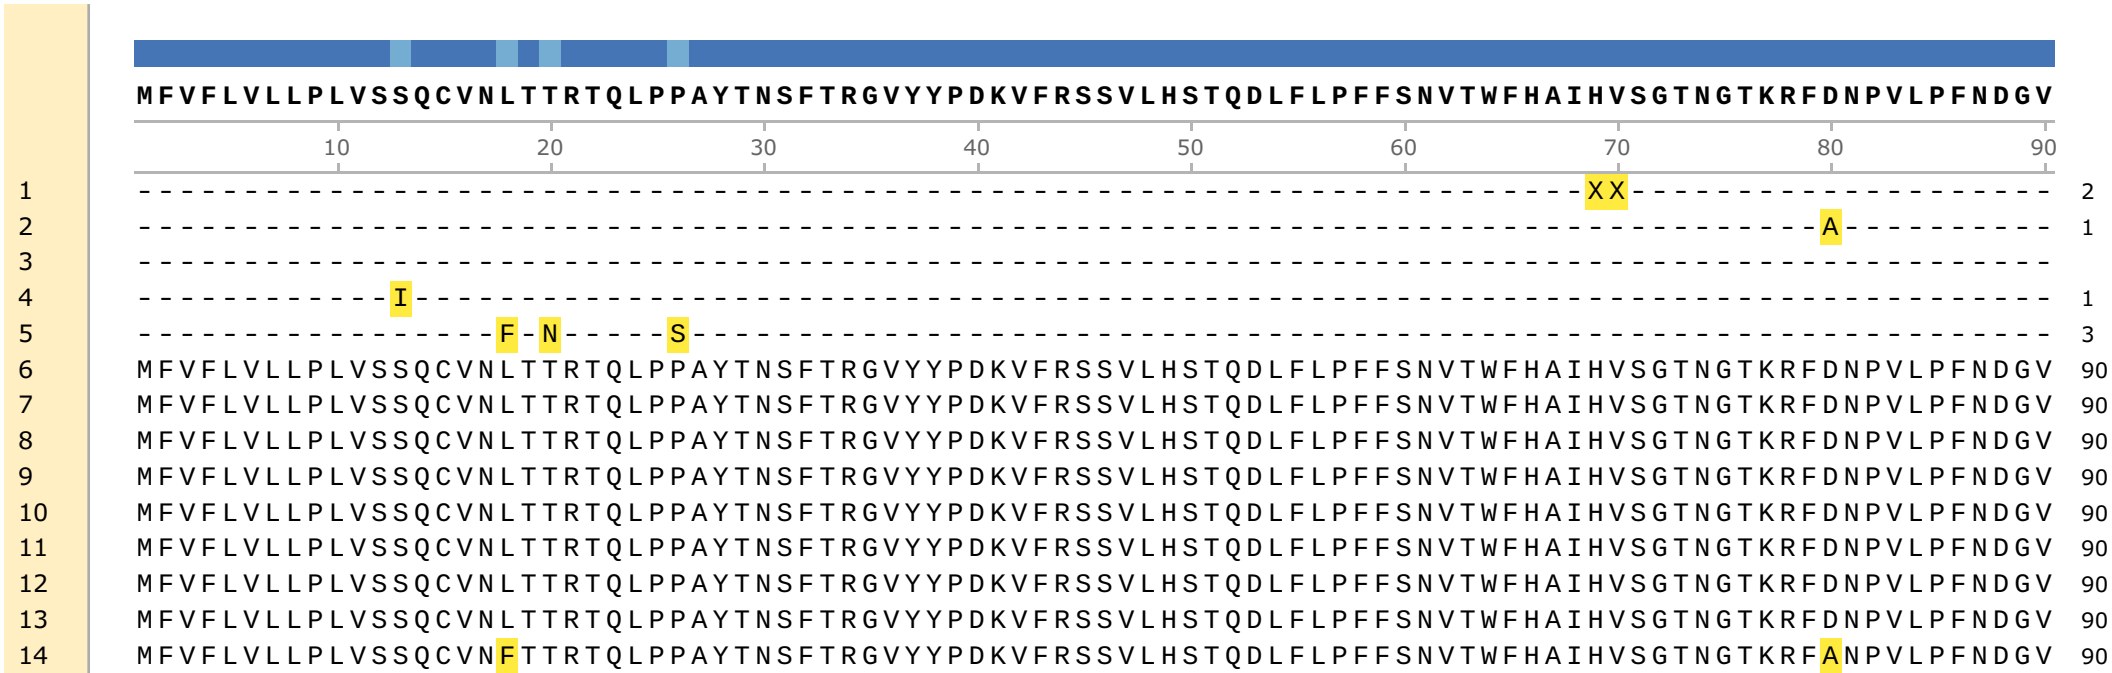 MFVFLVLLPLVSSQCVNLTTRTQLPPAYTNSFTRGVYYPDKVFRSSVLHSTQDLFLPFFSNVTWFHAIHVSGTNGTKRFDNPVLPFNDGV
10 20 30 40 50 60 70 80 90
1 --------------------------------------------------------------------XX-------------------- 2
2 -------------------------------------------------------------------------------A---------- 1
3 ------------------------------------------------------------------------------------------
4 ------------I----------------------------------------------------------------------------- 1
5 -----------------F-N-----S---------------------------------------------------------------- 3
6 MFVFLVLLPLVSSQCVNLTTRTQLPPAYTNSFTRGVYYPDKVFRSSVLHSTQDLFLPFFSNVTWFHAIHVSGTNGTKRFDNPVLPFNDGV 90
7 MFVFLVLLPLVSSQCVNLTTRTQLPPAYTNSFTRGVYYPDKVFRSSVLHSTQDLFLPFFSNVTWFHAIHVSGTNGTKRFDNPVLPFNDGV 90
8 MFVFLVLLPLVSSQCVNLTTRTQLPPAYTNSFTRGVYYPDKVFRSSVLHSTQDLFLPFFSNVTWFHAIHVSGTNGTKRFDNPVLPFNDGV 90
9 MFVFLVLLPLVSSQCVNLTTRTQLPPAYTNSFTRGVYYPDKVFRSSVLHSTQDLFLPFFSNVTWFHAIHVSGTNGTKRFDNPVLPFNDGV 90
10 MFVFLVLLPLVSSQCVNLTTRTQLPPAYTNSFTRGVYYPDKVFRSSVLHSTQDLFLPFFSNVTWFHAIHVSGTNGTKRFDNPVLPFNDGV 90
11 MFVFLVLLPLVSSQCVNLTTRTQLPPAYTNSFTRGVYYPDKVFRSSVLHSTQDLFLPFFSNVTWFHAIHVSGTNGTKRFDNPVLPFNDGV 90
12 MFVFLVLLPLVSSQCVNLTTRTQLPPAYTNSFTRGVYYPDKVFRSSVLHSTQDLFLPFFSNVTWFHAIHVSGTNGTKRFDNPVLPFNDGV 90
13 MFVFLVLLPLVSSQCVNLTTRTQLPPAYTNSFTRGVYYPDKVFRSSVLHSTQDLFLPFFSNVTWFHAIHVSGTNGTKRFDNPVLPFNDGV 90
14 MFVFLVLLPLVSSQCVNFTTRTQLPPAYTNSFTRGVYYPDKVFRSSVLHSTQDLFLPFFSNVTWFHAIHVSGTNGTKRFANPVLPFNDGV 90